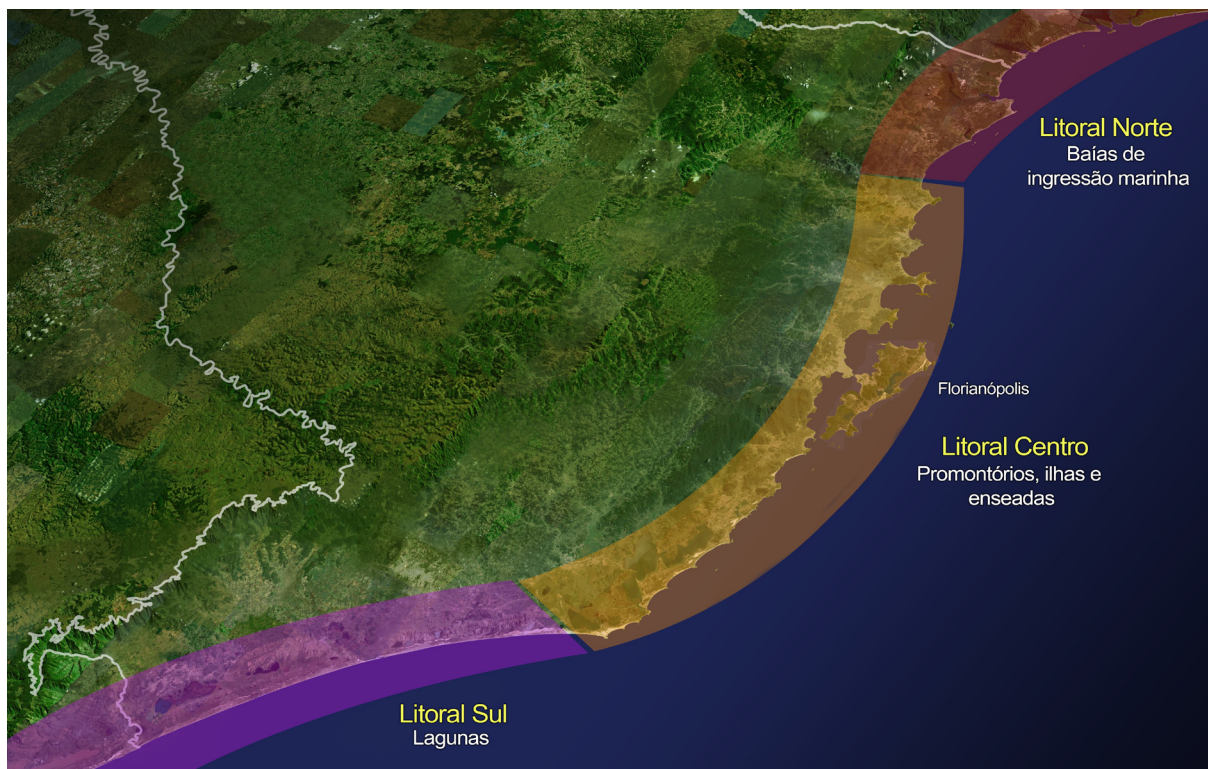 Litoral Norte
Baías de
ingressão marinha
Florianópolis
Litoral Centro
Promontórios, ilhas e
enseadas
Litoral Sul
Lagunas